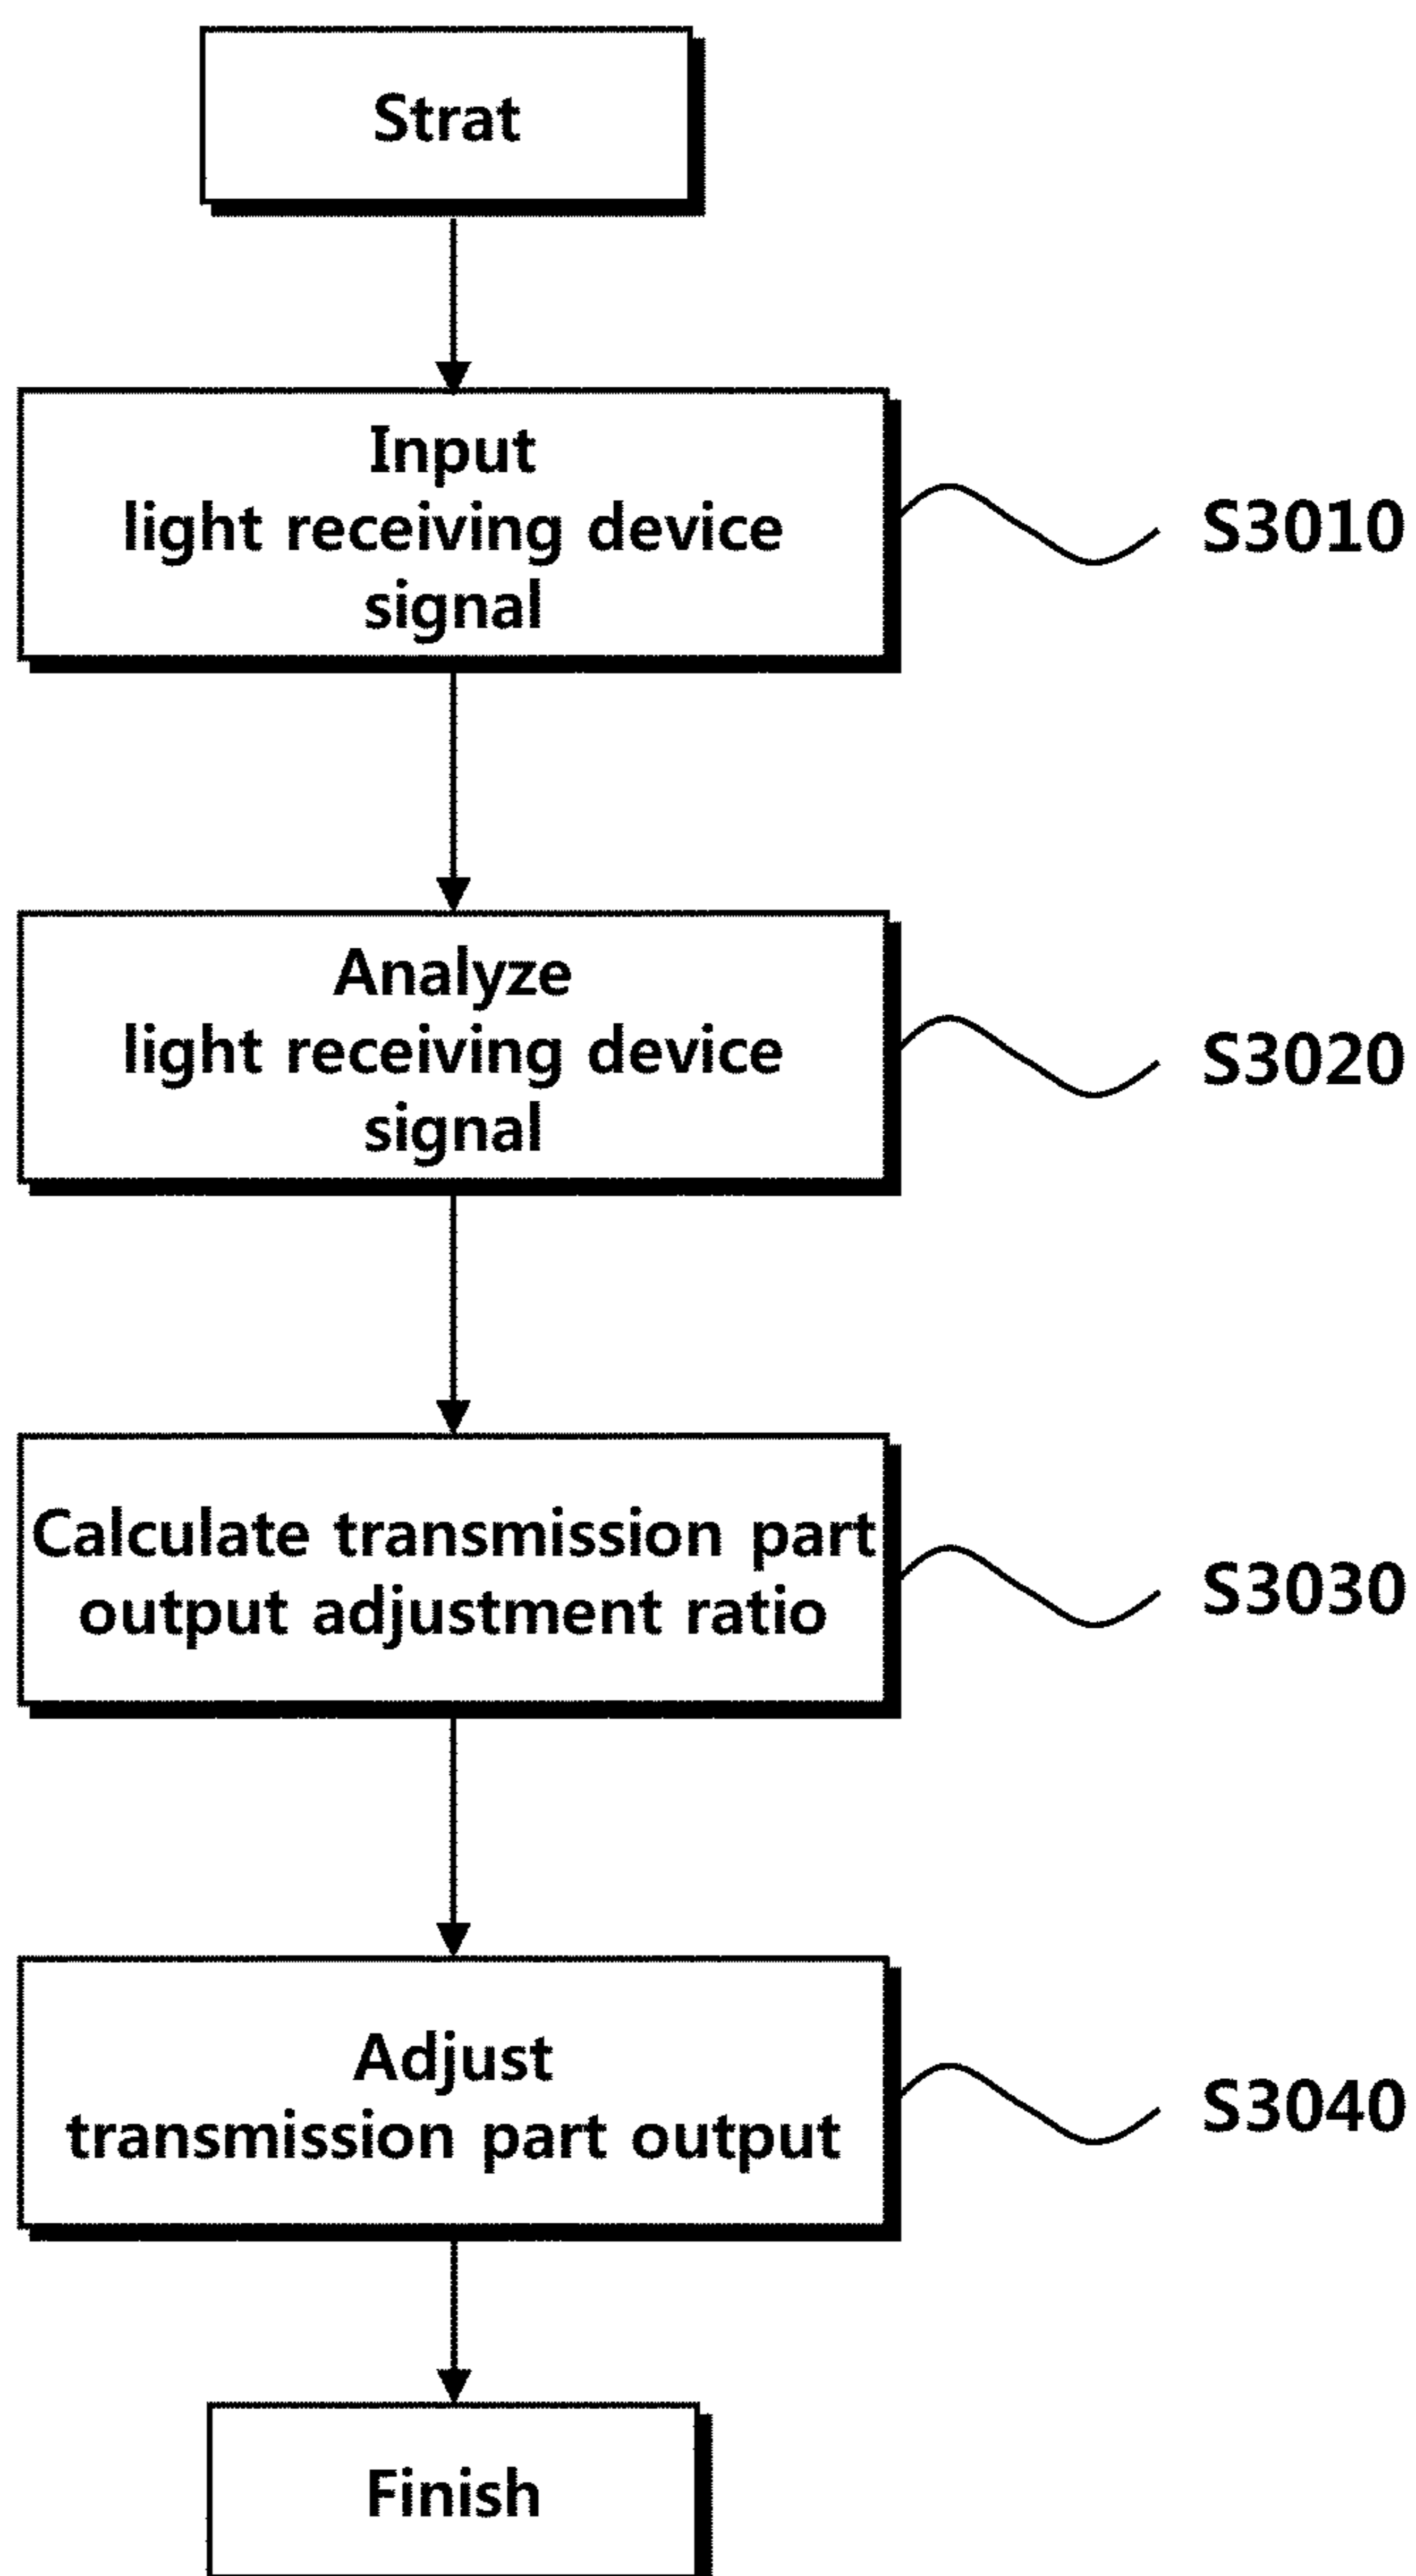 Strat
Input
light receiving device
signal
S3010
Analyze
light receiving device
signal
S3020
Calculate transmission part
output adjustment ratio
S3030
Adjust
transmission part output
S3040
Finish